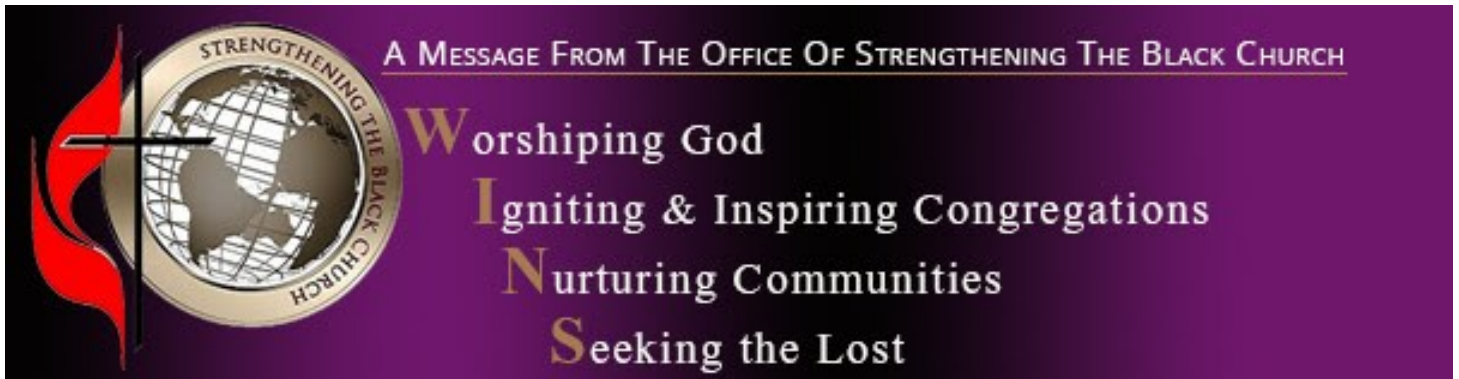 STRENGTHENING THE BLACK CHURCH
A Message From The Office Of Strengthening The Black Church
Worshiping God
Igniting & Inspiring Congregations
Nurturing Communities
Seeking the Lost